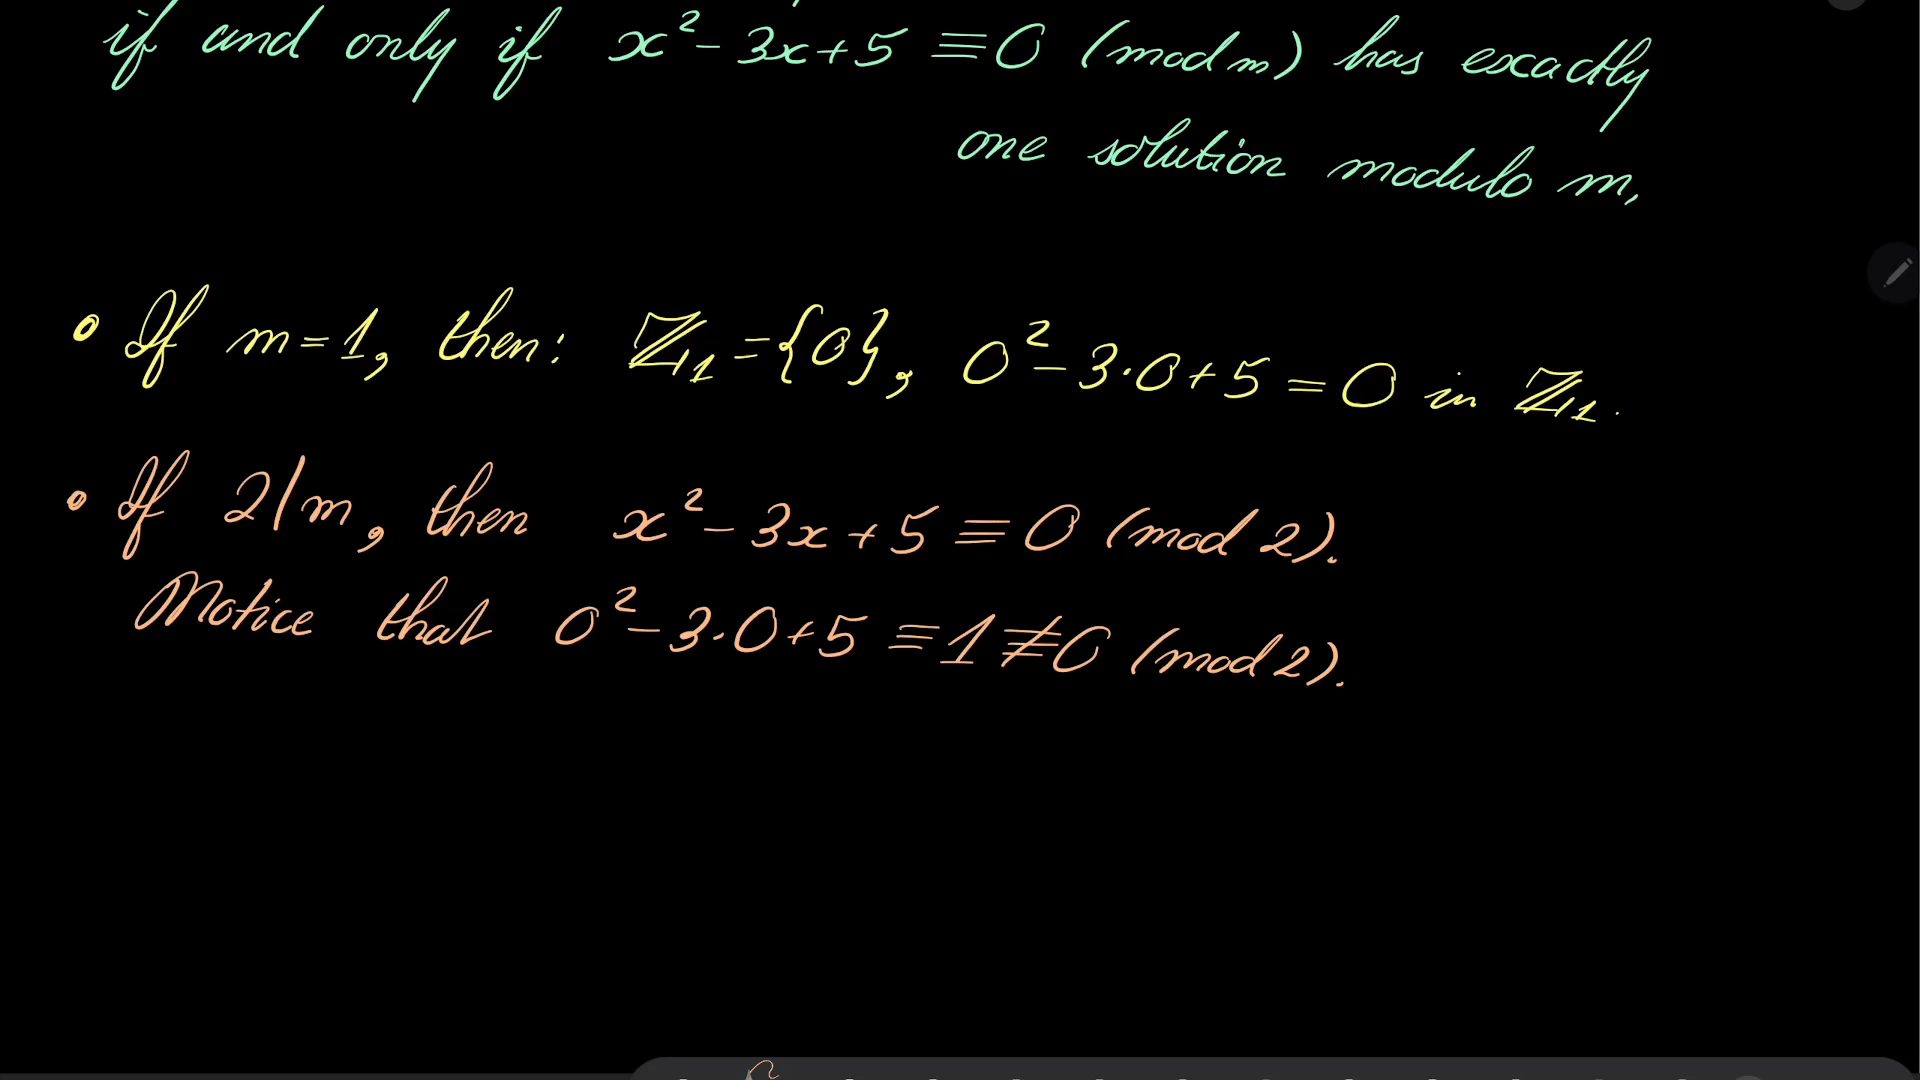 if and only if x² - 3x + 5 ≡ 0 (mod m) has exactly
one solution modulo m.
• If m = 1, then: ℤ₁ = {0}, 0² - 3·0 + 5 = 0 in ℤ₁.
• If 2|m, then x² - 3x + 5 ≡ 0 (mod 2).
Notice that 0² - 3·0 + 5 ≡ 1 ≢ 0 (mod 2).